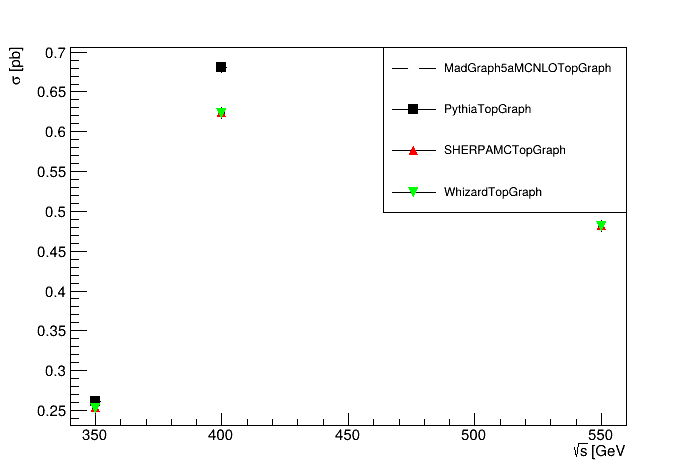 σ [pb]
0.7
0.65
0.6
0.55
0.5
0.45
0.4
0.35
0.3
0.25
MadGraph5aMCNLOTopGraph
PythiaTopGraph
SHERPAMCTopGraph
WhizardTopGraph
350 400 450 500 550
√s [GeV